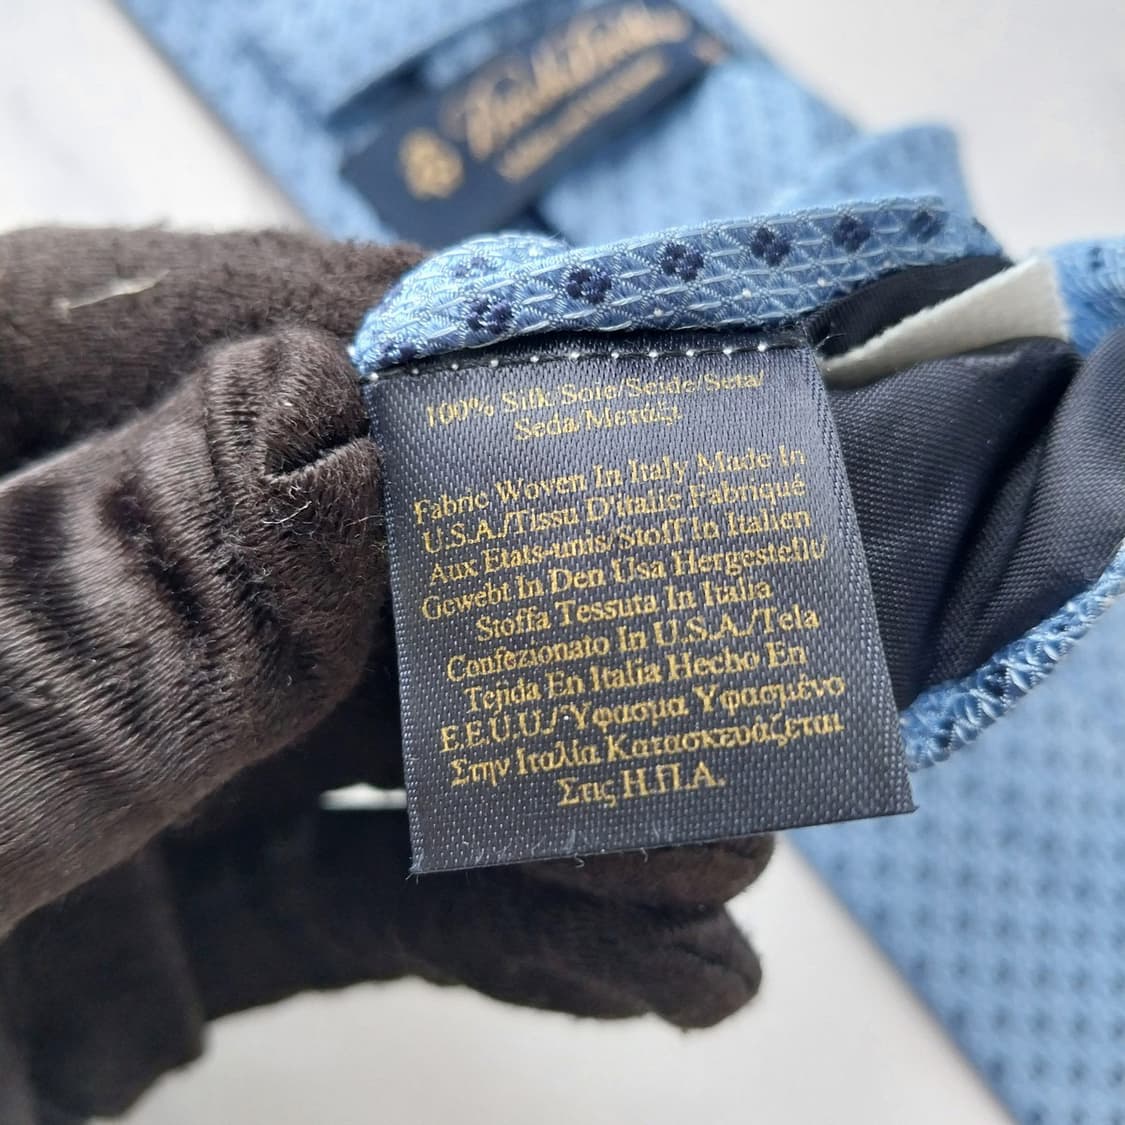 100% Silk Soie/Seide/Seta/
Seda Μετάξι
Fabric Woven In Italy Made In
U.S.A./Tissu D'italie Fabriqué
Aux Etats-unis/Stoff In Italien
Gewebt In Den Usa Hergestellt/
Stoffa Tessuta In Italia
Confezionato In U.S.A./Tela
Tejida En Italia Hecho En
E.E.U.U./Υφασμα Υφασμένο
Στην Ιταλία Κατασκευάζεται
Στις Η.Π.Α.